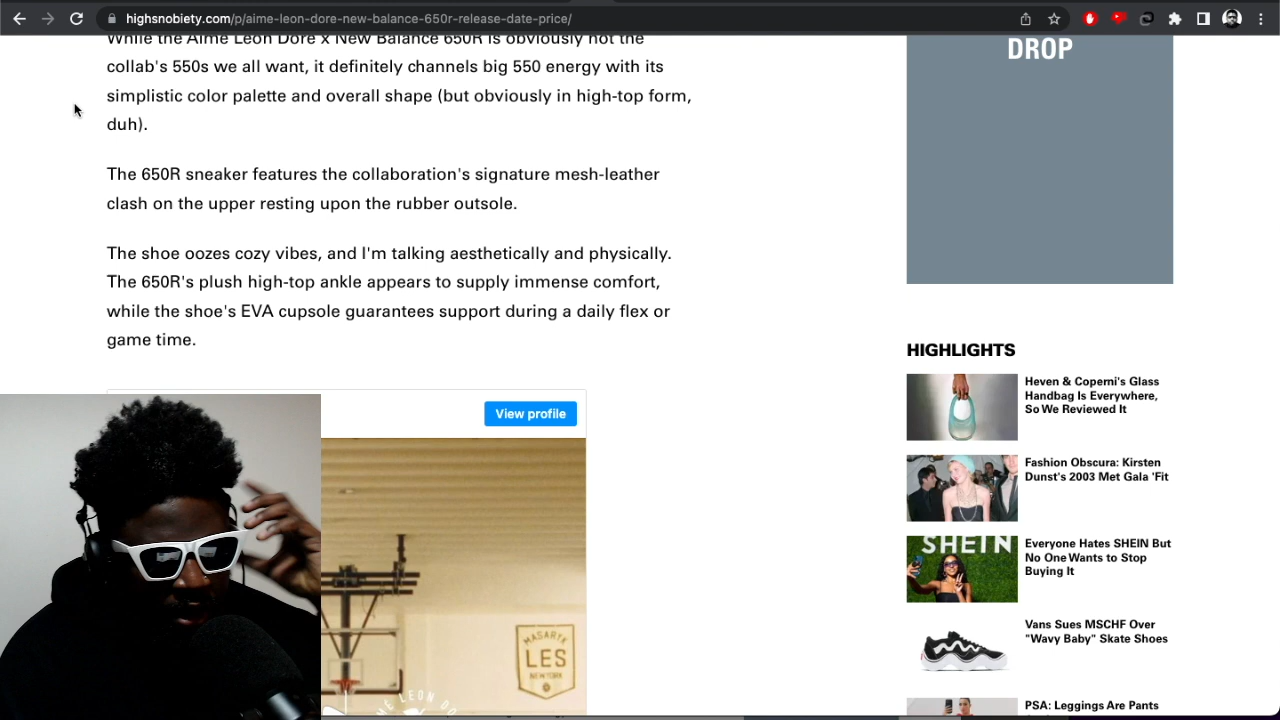 highsnobiety.com/p/aime-leon-dore-new-balance-650r-release-date-price/
While the Aimé Leon Dore x New Balance 650R is obviously not the
collab's 550s we all want, it definitely channels big 550 energy with its
simplistic color palette and overall shape (but obviously in high-top form,
duh).
The 650R sneaker features the collaboration's signature mesh-leather
clash on the upper resting upon the rubber outsole.
The shoe oozes cozy vibes, and I'm talking aesthetically and physically.
The 650R's plush high-top ankle appears to supply immense comfort,
while the shoe's EVA cupsole guarantees support during a daily flex or
game time.
View profile
MASARYK
LES
NEW YORK
ME LEON DO
DROP
HIGHLIGHTS
Heven & Coperni's Glass
Handbag Is Everywhere,
So We Reviewed It
Fashion Obscura: Kirsten
Dunst's 2003 Met Gala 'Fit
SHEIN
Everyone Hates SHEIN But
No One Wants to Stop
Buying It
Vans Sues MSCHF Over
"Wavy Baby" Skate Shoes
PSA: Leggings Are Pants